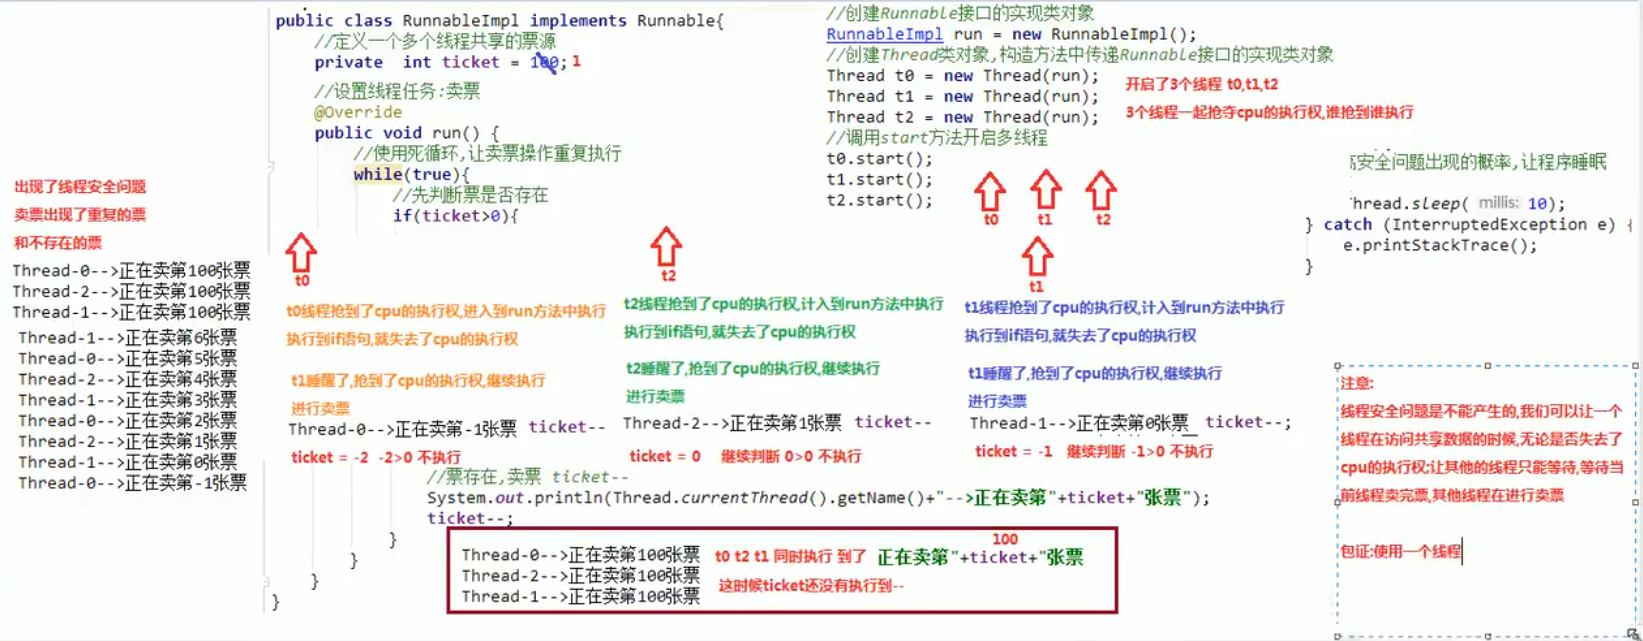 public class RunnableImpl implements Runnable{
//定义一个多个线程共享的票源
private int ticket = 100; 1
//设置线程任务:卖票
@Override
public void run() {
//使用死循环,让卖票操作重复执行
while(true){
//先判断票是否存在
if(ticket>0){
//创建Runnable接口的实现类对象
RunnableImpl run = new RunnableImpl();
//创建Thread类对象,构造方法中传递Runnable接口的实现类对象
Thread t0 = new Thread(run);
Thread t1 = new Thread(run);
Thread t2 = new Thread(run);
开启了3个线程 t0,t1,t2
3个线程一起抢夺cpu的执行权,谁抢到谁执行
//调用start方法开启多线程
t0.start();
t1.start();
t2.start();
t0
t1
t2
高安全问题出现的概率,让程序睡眠
hread.sleep( millis: 10);
} catch (InterruptedException e) {
e.printStackTrace();
}
出现了线程安全问题
卖票出现了重复的票
和不存在的票
Thread-0-->正在卖第100张票
Thread-2-->正在卖第100张票
Thread-1-->正在卖第100张票
Thread-1-->正在卖第6张票
Thread-0-->正在卖第5张票
Thread-2-->正在卖第4张票
Thread-1-->正在卖第3张票
Thread-0-->正在卖第2张票
Thread-2-->正在卖第1张票
Thread-1-->正在卖第0张票
Thread-0-->正在卖第-1张票
t0
t0线程抢到了cpu的执行权,进入到run方法中执行
执行到if语句,就失去了cpu的执行权
t1睡醒了,抢到了cpu的执行权,继续执行
进行卖票
Thread-0-->正在卖第-1张票 ticket--
ticket = -2 -2>0 不执行
t2
t2线程抢到了cpu的执行权,计入到run方法中执行
执行到if语句,就失去了cpu的执行权
t2睡醒了,抢到了cpu的执行权,继续执行
进行卖票
Thread-2-->正在卖第1张票 ticket--
ticket = 0 继续判断 0>0 不执行
t1
t1线程抢到了cpu的执行权,计入到run方法中执行
执行到if语句,就失去了cpu的执行权
t1睡醒了,抢到了cpu的执行权,继续执行
进行卖票
Thread-1-->正在卖第0张票 ticket--;
ticket = -1 继续判断 -1>0 不执行
//票存在,卖票 ticket--
System.out.println(Thread.currentThread().getName()+"-->正在卖第"+ticket+"张票");
ticket--;
}
}
}
}
Thread-0-->正在卖第100张票
Thread-2-->正在卖第100张票
Thread-1-->正在卖第100张票
100
t0 t2 t1 同时执行 到了 正在卖第"+ticket+"张票
这时候ticket还没有执行到--
注意:
线程安全问题是不能产生的,我们可以让一个
线程在访问共享数据的时候,无论是否失去了
cpu的执行权;让其他的线程只能等待,等待当
前线程卖完票,其他线程在进行卖票
包证:使用一个线程